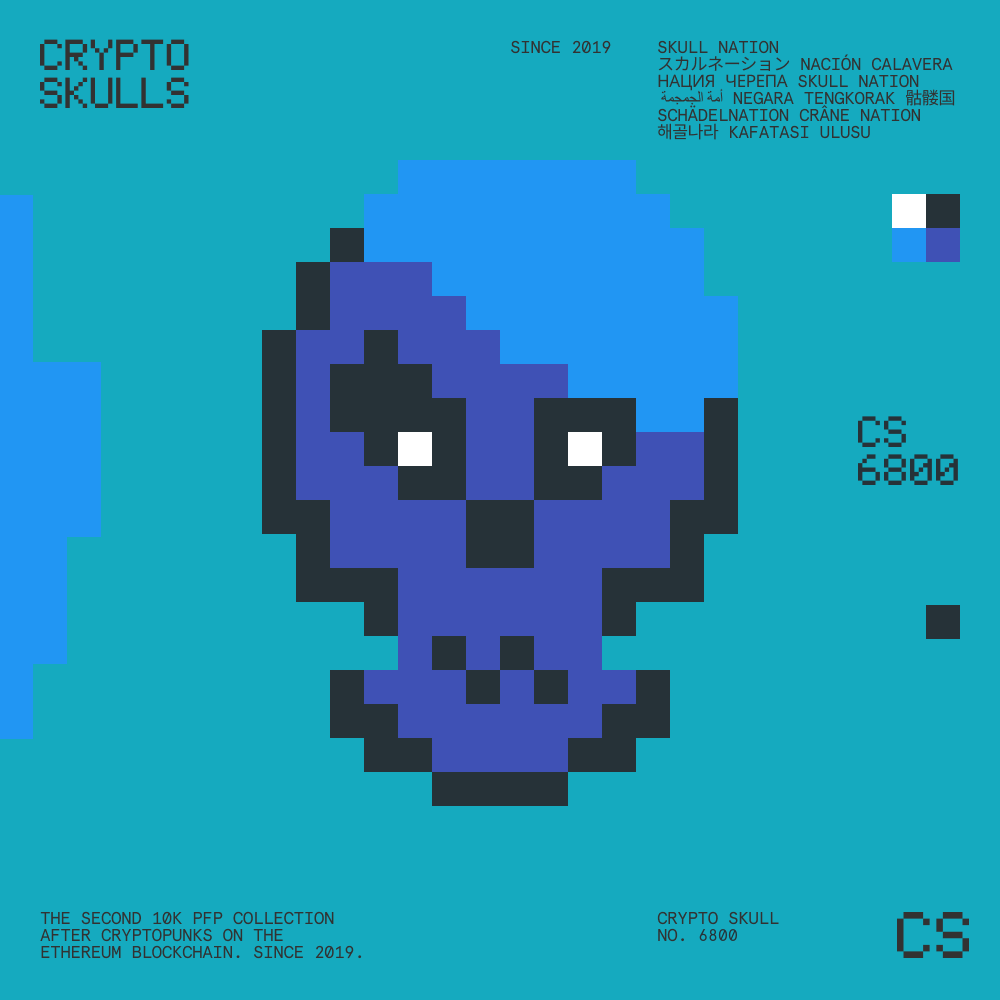 CRYPTO
SKULLS
SINCE 2019
SKULL NATION
スカルネーション NACIÓN CALAVERA
НАЦИЯ ЧЕРЕПА SKULL NATION
أمة الجمجمة NEGARA TENGKORAK 骷髅国
SCHÄDELNATION CRÂNE NATION
해골나라 KAFATASI ULUSU
CS
6800
THE SECOND 10K PFP COLLECTION
AFTER CRYPTOPUNKS ON THE
ETHEREUM BLOCKCHAIN. SINCE 2019.
CRYPTO SKULL
NO. 6800
CS